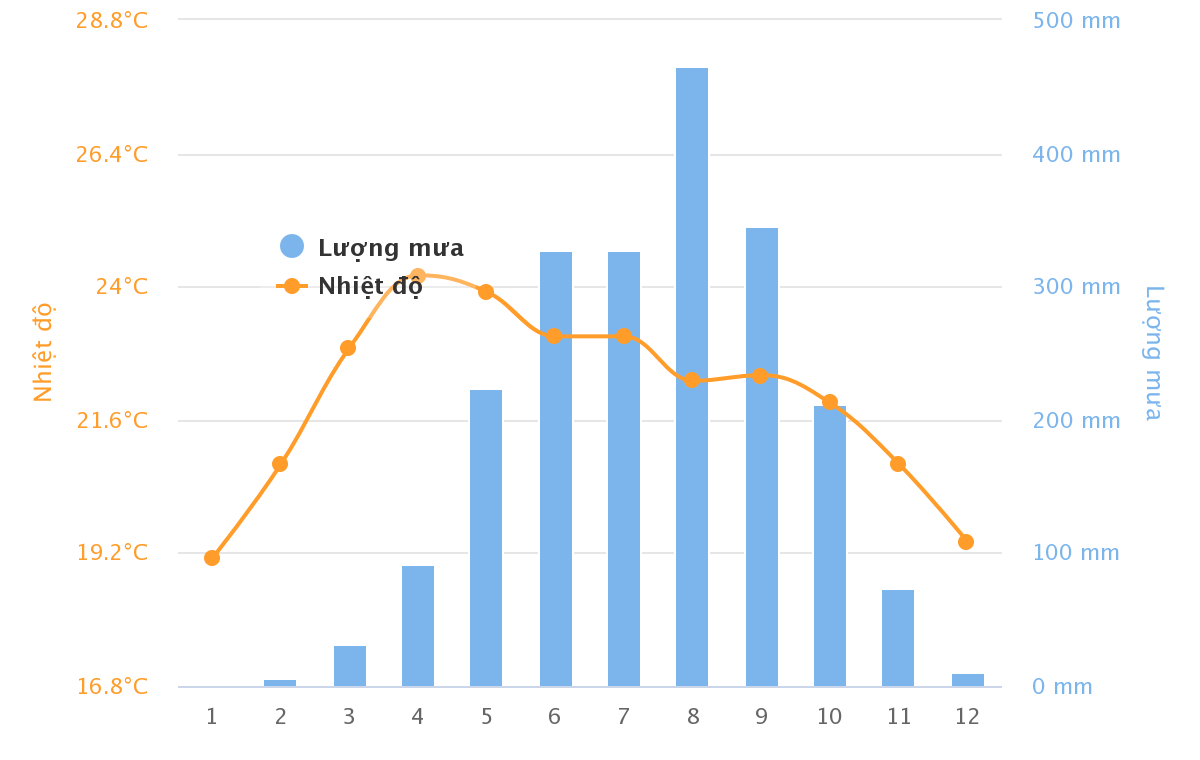 28.8°C
26.4°C
24°C
21.6°C
19.2°C
16.8°C
Nhiệt độ
Lượng mưa
Nhiệt độ
500 mm
400 mm
300 mm
200 mm
100 mm
0 mm
Lượng mưa
1 2 3 4 5 6 7 8 9 10 11 12